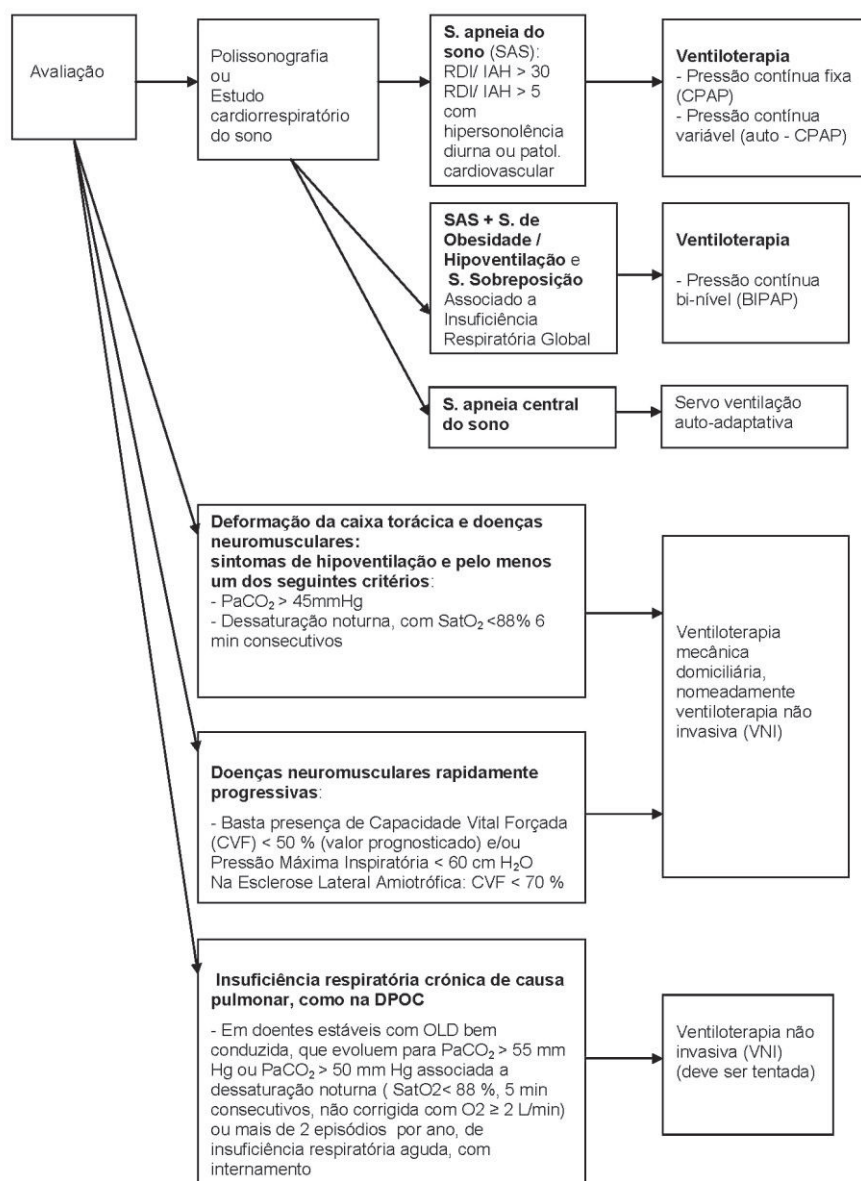 Avaliação
Polissonografia
ou
Estudo
cardiorrespiratório
do sono
S. apneia do
sono (SAS):
RDI/ IAH > 30
RDI/ IAH > 5
com
hipersonolência
diurna ou patol.
cardiovascular
Ventiloterapia
- Pressão contínua fixa
(CPAP)
- Pressão contínua
variável (auto - CPAP)
SAS + S. de
Obesidade /
Hipoventilação e
S. Sobreposição
Associado a
Insuficiência
Respiratória Global
Ventiloterapia
- Pressão contínua
bi-nível (BIPAP)
S. apneia central
do sono
Servo ventilação
auto-adaptativa
Deformação da caixa torácica e doenças
neuromusculares:
sintomas de hipoventilação e pelo menos
um dos seguintes critérios:
- PaCO₂ > 45mmHg
- Dessaturação noturna, com SatO₂ <88% 6
min consecutivos
Ventiloterapia
mecânica
domiciliária,
nomeadamente
ventiloterapia não
invasiva (VNI)
Doenças neuromusculares rapidamente
progressivas:
- Basta presença de Capacidade Vital Forçada
(CVF) < 50 % (valor prognosticado) e/ou
Pressão Máxima Inspiratória < 60 cm H₂O
Na Esclerose Lateral Amiotrófica: CVF < 70 %
Insuficiência respiratória crónica de causa
pulmonar, como na DPOC
- Em doentes estáveis com OLD bem
conduzida, que evoluem para PaCO₂ > 55 mm
Hg ou PaCO₂ > 50 mm Hg associada a
dessaturação noturna ( SatO2< 88 %, 5 min
consecutivos, não corrigida com O2 ≥ 2 L/min)
ou mais de 2 episódios por ano, de
insuficiência respiratória aguda, com
internamento
Ventiloterapia não
invasiva (VNI)
(deve ser tentada)